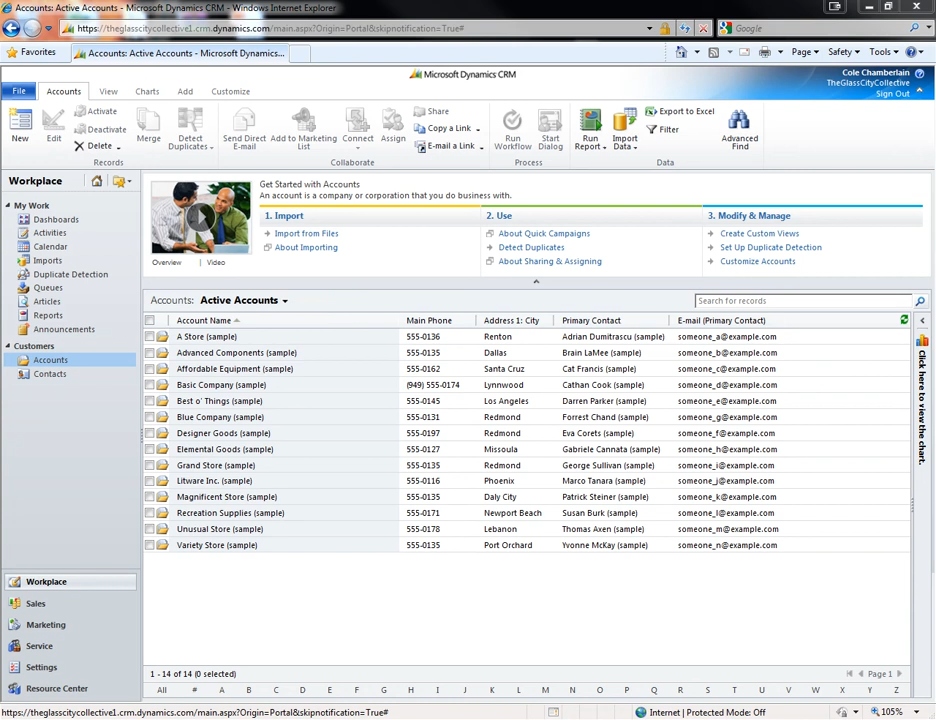 Accounts: Active Accounts - Microsoft Dynamics CRM - Windows Internet Explorer
https://theglasscitycollective1.crm.dynamics.com/main.aspx?Origin=Portal&skipnotification=True#
Google
Favorites
Accounts: Active Accounts - Microsoft Dynamics...
Page
Safety
Tools
Microsoft Dynamics CRM
Cole Chamberlain
TheGlassCityCollective
Sign Out
File
Accounts
View
Charts
Add
Customize
New
Edit
Activate
Deactivate
Delete
Merge
Detect Duplicates
Records
Send Direct E-mail
Add to Marketing List
Connect
Assign
Share
Copy a Link
E-mail a Link
Collaborate
Run Workflow
Start Dialog
Process
Run Report
Import Data
Export to Excel
Filter
Advanced Find
Data
Workplace
My Work
Dashboards
Activities
Calendar
Imports
Duplicate Detection
Queues
Articles
Reports
Announcements
Customers
Accounts
Contacts
Workplace
Sales
Marketing
Service
Settings
Resource Center
Overview | Video
Get Started with Accounts
An account is a company or corporation that you do business with.
1. Import
Import from Files
About Importing
2. Use
About Quick Campaigns
Detect Duplicates
About Sharing & Assigning
3. Modify & Manage
Create Custom Views
Set Up Duplicate Detection
Customize Accounts
Accounts: Active Accounts
Search for records
Account Name Main Phone Address 1: City Primary Contact E-mail (Primary Contact)
A Store (sample) 555-0136 Renton Adrian Dumitrascu (sample) someone_a@example.com
Advanced Components (sample) 555-0135 Dallas Brain LaMee (sample) someone_b@example.com
Affordable Equipment (sample) 555-0162 Santa Cruz Cat Francis (sample) someone_c@example.com
Basic Company (sample) (949) 555-0174 Lynnwood Cathan Cook (sample) someone_d@example.com
Best o' Things (sample) 555-0145 Los Angeles Darren Parker (sample) someone_e@example.com
Blue Company (sample) 555-0131 Redmond Forrest Chand (sample) someone_g@example.com
Designer Goods (sample) 555-0197 Redmond Eva Corets (sample) someone_f@example.com
Elemental Goods (sample) 555-0127 Missoula Gabriele Cannata (sample) someone_h@example.com
Grand Store (sample) 555-0135 Redmond George Sullivan (sample) someone_i@example.com
Litware Inc. (sample) 555-0116 Phoenix Marco Tanara (sample) someone_j@example.com
Magnificent Store (sample) 555-0135 Daly City Patrick Steiner (sample) someone_k@example.com
Recreation Supplies (sample) 555-0171 Newport Beach Susan Burk (sample) someone_l@example.com
Unusual Store (sample) 555-0178 Lebanon Thomas Axen (sample) someone_m@example.com
Variety Store (sample) 555-0135 Port Orchard Yvonne McKay (sample) someone_n@example.com
Click here to view the chart.
1 - 14 of 14 (0 selected)
Page 1
All # A B C D E F G H I J K L M N O P Q R S T U V W X Y Z
https://theglasscitycollective1.crm.dynamics.com/main.aspx?Origin=Portal&skipnotification=True#
Internet | Protected Mode: Off
105%